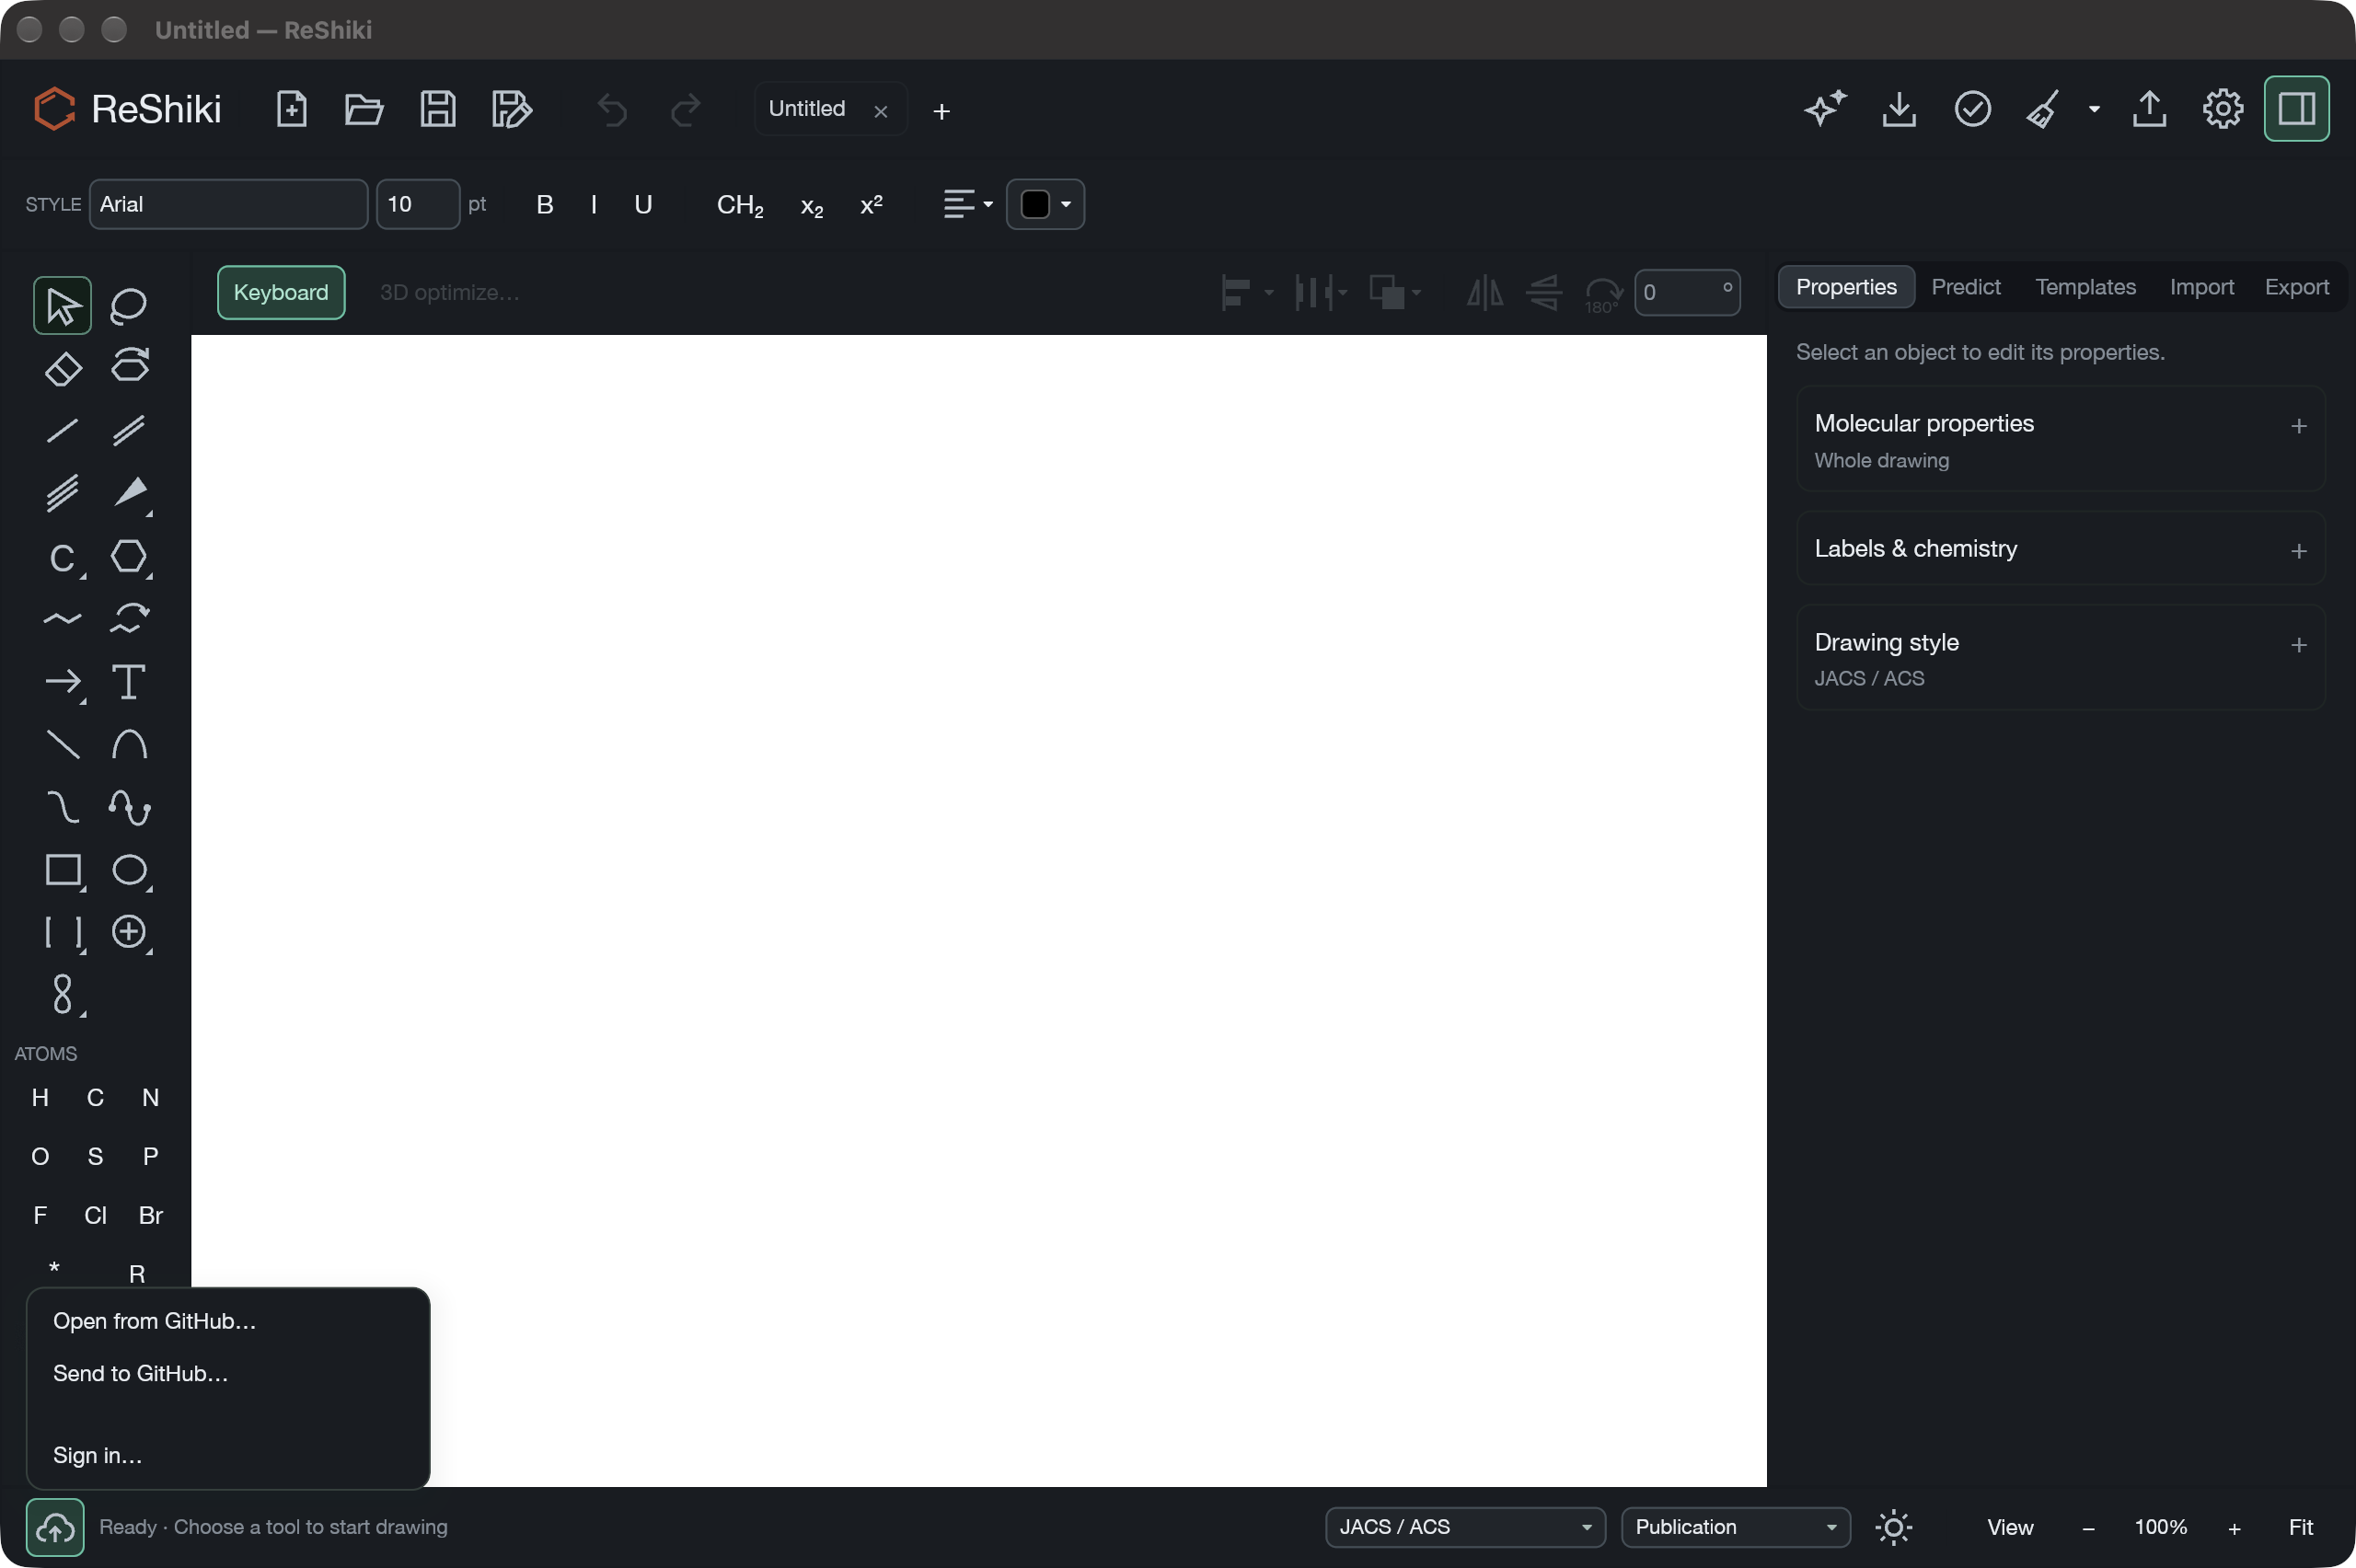 Untitled — ReShiki
ReShiki
Untitled
STYLE Arial 10 pt B I U CH₂ x₂ x²
Keyboard 3D optimize...
180° 0 °
Properties Predict Templates Import Export
Select an object to edit its properties.
Molecular properties
Whole drawing
Labels & chemistry
Drawing style
JACS / ACS
C
T
ATOMS
H C N
O S P
F Cl Br
* R
Open from GitHub...
Send to GitHub...
Sign in...
Ready · Choose a tool to start drawing
JACS / ACS Publication View − 100% + Fit